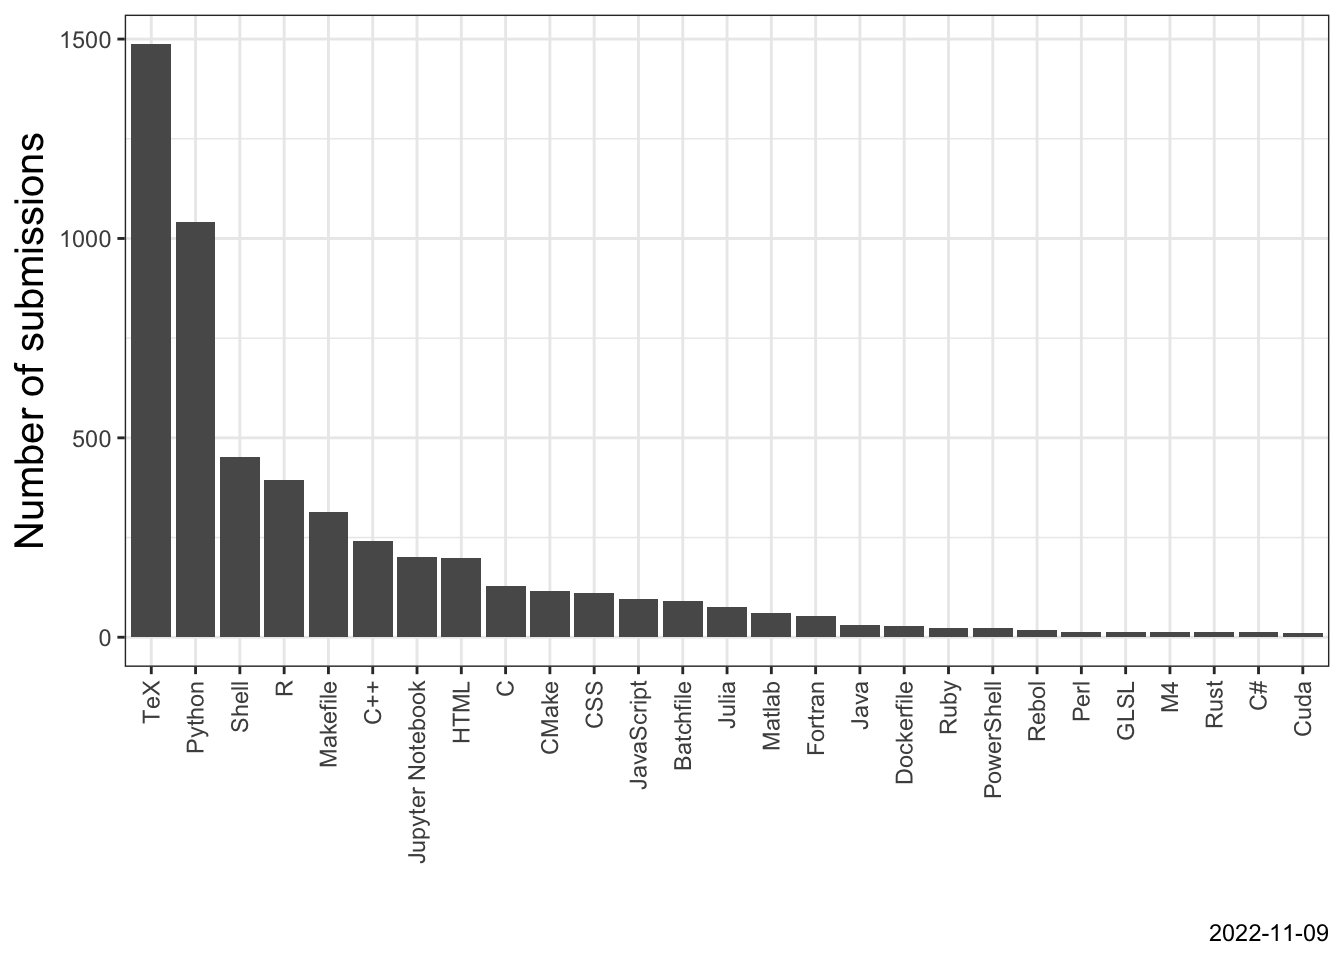 Number of submissions
1500
1000
500
0
TeX
Python
Shell
R
Makefile
C++
Jupyter Notebook
HTML
C
CMake
CSS
JavaScript
Batchfile
Julia
Matlab
Fortran
Java
Dockerfile
Ruby
PowerShell
Rebol
Perl
GLSL
M4
Rust
C#
Cuda
2022-11-09